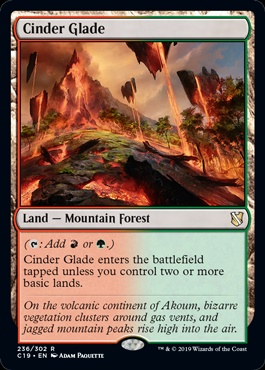 Cinder Glade
Land — Mountain Forest
(: Add or .)
Cinder Glade enters the battlefield
tapped unless you control two or more
basic lands.
On the volcanic continent of Akoum, bizarre
vegetation clusters around gas vents, and
jagged mountain peaks rise high into the air.
236/302 R
C19 • EN Adam Paquette
™ & © 2019 Wizards of the Coast